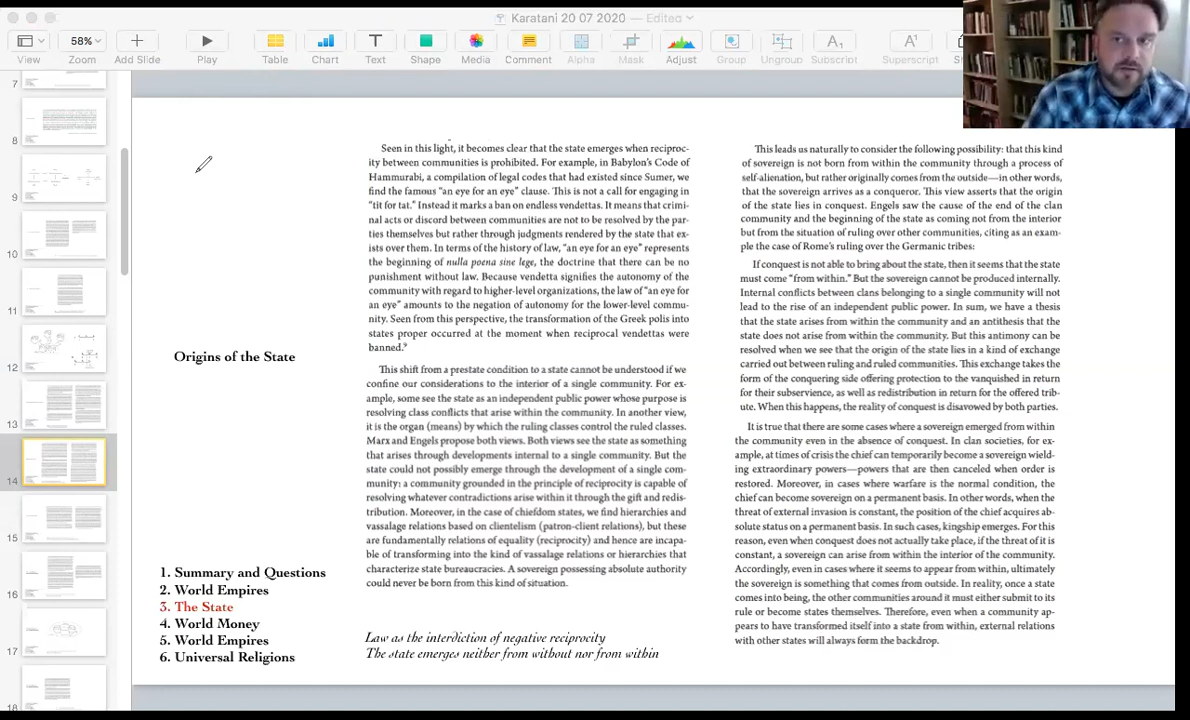 Karatani 20 07 2020 — Edited
58%
View
Zoom
Add Slide
Play
Table
Chart
Text
Shape
Media
Comment
Alpha
Mask
Adjust
Group
Ungroup
Subscript
Superscript
7
8
9
10
11
12
13
14
15
16
17
18
Origins of the State
1. Summary and Questions
2. World Empires
3. The State
4. World Money
5. World Empires
6. Universal Religions
Seen in this light, it becomes clear that the state emerges when reciproc-
ity between communities is prohibited. For example, in Babylon's Code of
Hammurabi, a compilation of legal codes that had existed since Sumer, we
find the famous "an eye for an eye" clause. This is not a call for engaging in
"tit for tat." Instead it marks a ban on endless vendettas. It means that crimi-
nal acts or discord between communities are not to be resolved by the par-
ties themselves but rather through judgments rendered by the state that ex-
ists over them. In terms of the history of law, "an eye for an eye" represents
the beginning of nulla poena sine lege, the doctrine that there can be no
punishment without law. Because vendetta signifies the autonomy of the
community with regard to higher-level organizations, the law of "an eye for
an eye" amounts to the negation of autonomy for the lower-level commu-
nity. Seen from this perspective, the transformation of the Greek polis into
states proper occurred at the moment when reciprocal vendettas were
banned.⁹
This shift from a prestate condition to a state cannot be understood if we
confine our considerations to the interior of a single community. For ex-
ample, some see the state as an independent public power whose purpose is
resolving class conflicts that arise within the community. In another view,
it is the organ (means) by which the ruling classes control the ruled classes.
Marx and Engels propose both views. Both views see the state as something
that arises through developments internal to a single community. But the
state could not possibly emerge through the development of a single com-
munity: a community grounded in the principle of reciprocity is capable of
resolving whatever contradictions arise within it through the gift and redis-
tribution. Moreover, in the case of chiefdom states, we find hierarchies and
vassalage relations based on clientelism (patron-client relations), but these
are fundamentally relations of equality (reciprocity) and hence are incapa-
ble of transforming into the kind of vassalage relations or hierarchies that
characterize state bureaucracies. A sovereign possessing absolute authority
could never be born from this kind of situation.
Law as the interdiction of negative reciprocity
The state emerges neither from without nor from within
This leads us naturally to consider the following possibility: that this kind
of sovereign is not born from within the community through a process of
self-alienation, but rather originally comes from the outside—in other words,
that the sovereign arrives as a conqueror. This view asserts that the origin
of the state lies in conquest. Engels saw the cause of the end of the clan
community and the beginning of the state as coming not from the interior
but from the situation of ruling over other communities, citing as an exam-
ple the case of Rome's ruling over the Germanic tribes:
If conquest is not able to bring about the state, then it seems that the state
must come "from within." But the sovereign cannot be produced internally.
Internal conflicts between clans belonging to a single community will not
lead to the rise of an independent public power. In sum, we have a thesis
that the state arises from within the community and an antithesis that the
state does not arise from within the community. But this antimony can be
resolved when we see that the origin of the state lies in a kind of exchange
carried out between ruling and ruled communities. This exchange takes the
form of the conquering side offering protection to the vanquished in return
for their subservience, as well as redistribution in return for the offered trib-
ute. When this happens, the reality of conquest is disavowed by both parties.
It is true that there are some cases where a sovereign emerged from within
the community even in the absence of conquest. In clan societies, for ex-
ample, at times of crisis the chief can temporarily become a sovereign wield-
ing extraordinary powers—powers that are then canceled when order is
restored. Moreover, in cases where warfare is the normal condition, the
chief can become sovereign on a permanent basis. In other words, when the
threat of external invasion is constant, the position of the chief acquires ab-
solute status on a permanent basis. In such cases, kingship emerges. For this
reason, even when conquest does not actually take place, if the threat of it is
constant, a sovereign can arise from within the interior of the community.
Accordingly, even in cases where it seems to appear from within, ultimately
the sovereign is something that comes from outside. In reality, once a state
comes into being, the other communities around it must either submit to its
rule or become states themselves. Therefore, even when a community ap-
pears to have transformed itself into a state from within, external relations
with other states will always form the backdrop.